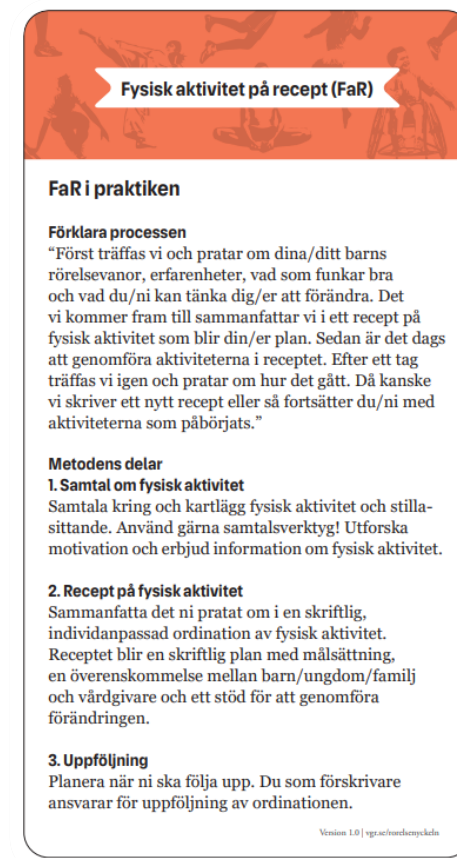 Fysisk aktivitet på recept (FaR)
FaR i praktiken
Förklara processen
“Först träffas vi och pratar om dina/ditt barns
rörelsevanor, erfarenheter, vad som funkar bra
och vad du/ni kan tänka dig/er att förändra. Det
vi kommer fram till sammanfattar vi i ett recept på
fysisk aktivitet som blir din/er plan. Sedan är det dags
att genomföra aktiviteterna i receptet. Efter ett tag
träffas vi igen och pratar om hur det gått. Då kanske
vi skriver ett nytt recept eller så fortsätter du/ni med
aktiviteterna som påbörjats.”
Metodens delar
1. Samtal om fysisk aktivitet
Samtala kring och kartlägg fysisk aktivitet och stilla-
sittande. Använd gärna samtalsverktyg! Utforska
motivation och erbjud information om fysisk aktivitet.
2. Recept på fysisk aktivitet
Sammanfatta det ni pratat om i en skriftlig,
individanpassad ordination av fysisk aktivitet.
Receptet blir en skriftlig plan med målsättning,
en överenskommelse mellan barn/ungdom/familj
och vårdgivare och ett stöd för att genomföra
förändringen.
3. Uppföljning
Planera när ni ska följa upp. Du som förskrivare
ansvarar för uppföljning av ordinationen.
Version 1.0 | vgr.se/rorelsenyckeln